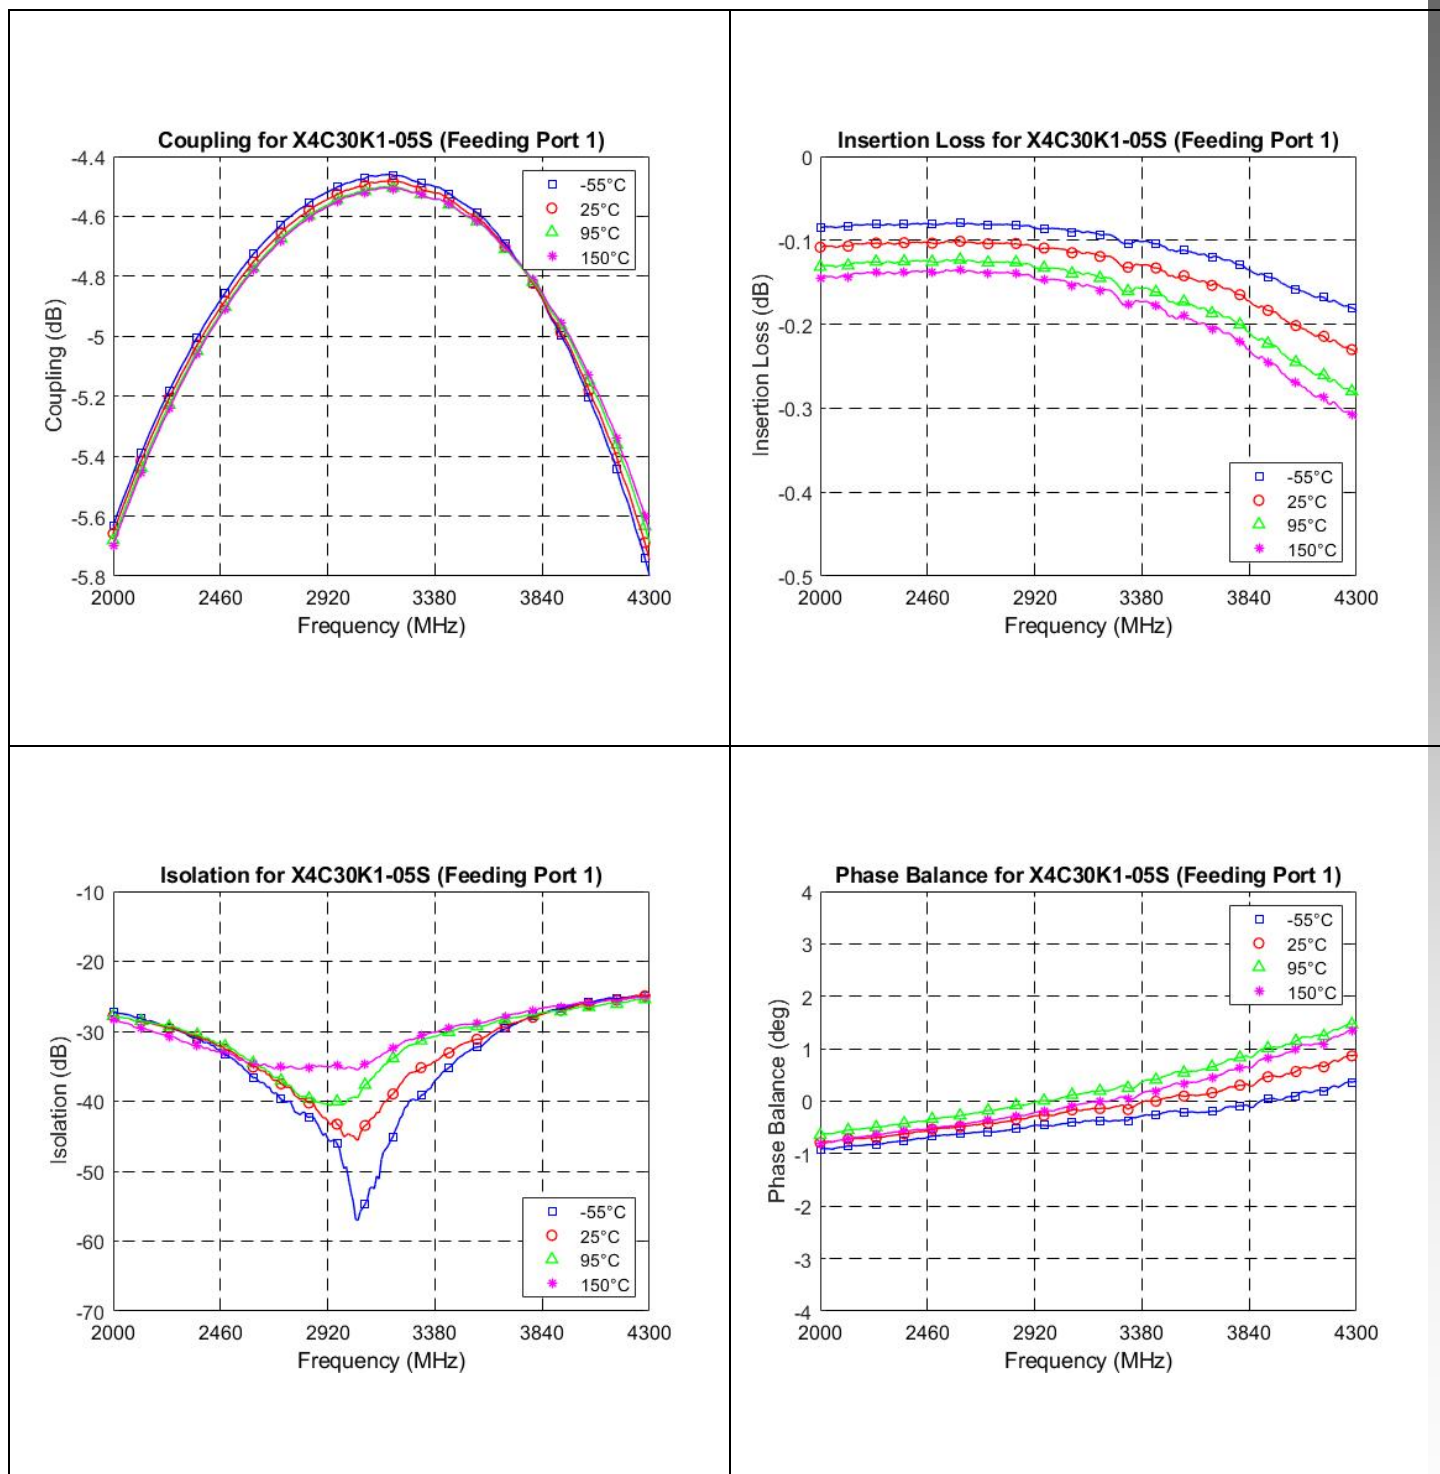 Coupling for X4C30K1-05S (Feeding Port 1)
-4.4
-4.6
-4.8
-5
-5.2
-5.4
-5.6
-5.8
Coupling (dB)
-55°C
25°C
95°C
150°C
2000 2460 2920 3380 3840 4300
Frequency (MHz)
Insertion Loss for X4C30K1-05S (Feeding Port 1)
0
-0.1
-0.2
-0.3
-0.4
-0.5
Insertion Loss (dB)
-55°C
25°C
95°C
150°C
2000 2460 2920 3380 3840 4300
Frequency (MHz)
Isolation for X4C30K1-05S (Feeding Port 1)
-10
-20
-30
-40
-50
-60
-70
Isolation (dB)
-55°C
25°C
95°C
150°C
2000 2460 2920 3380 3840 4300
Frequency (MHz)
Phase Balance for X4C30K1-05S (Feeding Port 1)
4
3
2
1
0
-1
-2
-3
-4
Phase Balance (deg)
-55°C
25°C
95°C
150°C
2000 2460 2920 3380 3840 4300
Frequency (MHz)